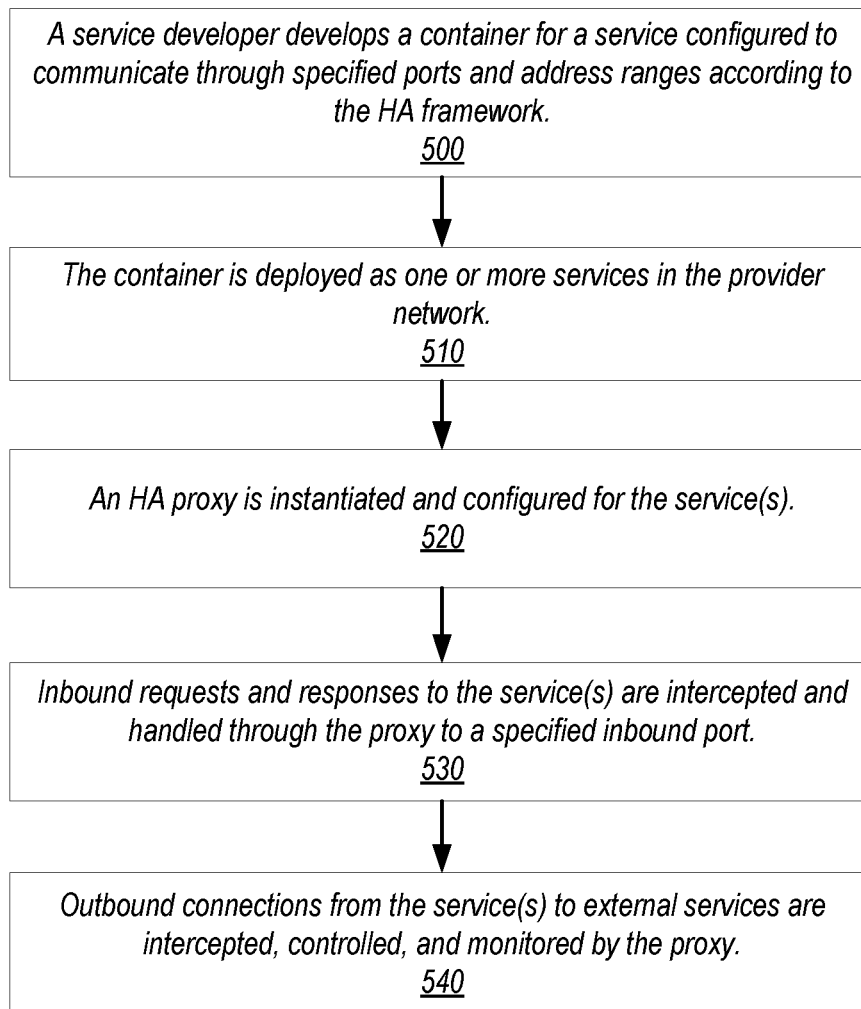 A service developer develops a container for a service configured to
communicate through specified ports and address ranges according to
the HA framework.
500
The container is deployed as one or more services in the provider
network.
510
An HA proxy is instantiated and configured for the service(s).
520
Inbound requests and responses to the service(s) are intercepted and
handled through the proxy to a specified inbound port.
530
Outbound connections from the service(s) to external services are
intercepted, controlled, and monitored by the proxy.
540